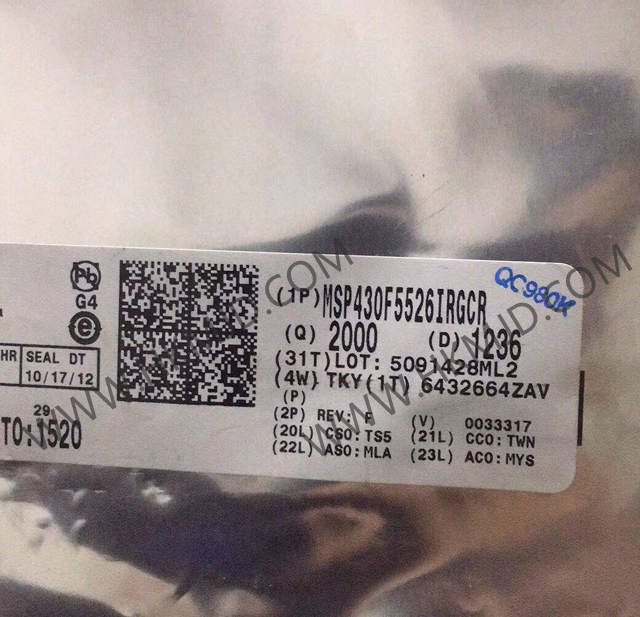 Pb
G4
e
HR SEAL DT
10/17/12
29
TO:1520
QC980K
(1P) MSP430F5526IRGCR
(Q) 2000 (D) 1236
(31T) LOT: 5091428ML2
(4W) TKY (1T) 6432664ZAV
(P)
(2P) REV: F (V) 0033317
(20L) CSO: TS5 (21L) CCO: TWN
(22L) ASO: MLA (23L) ACO: MYS